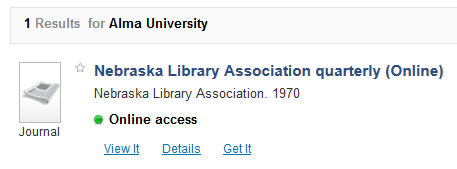 1 Results for Alma University
Nebraska Library Association quarterly (Online)
Nebraska Library Association. 1970
Online access
Journal
View It Details Get It